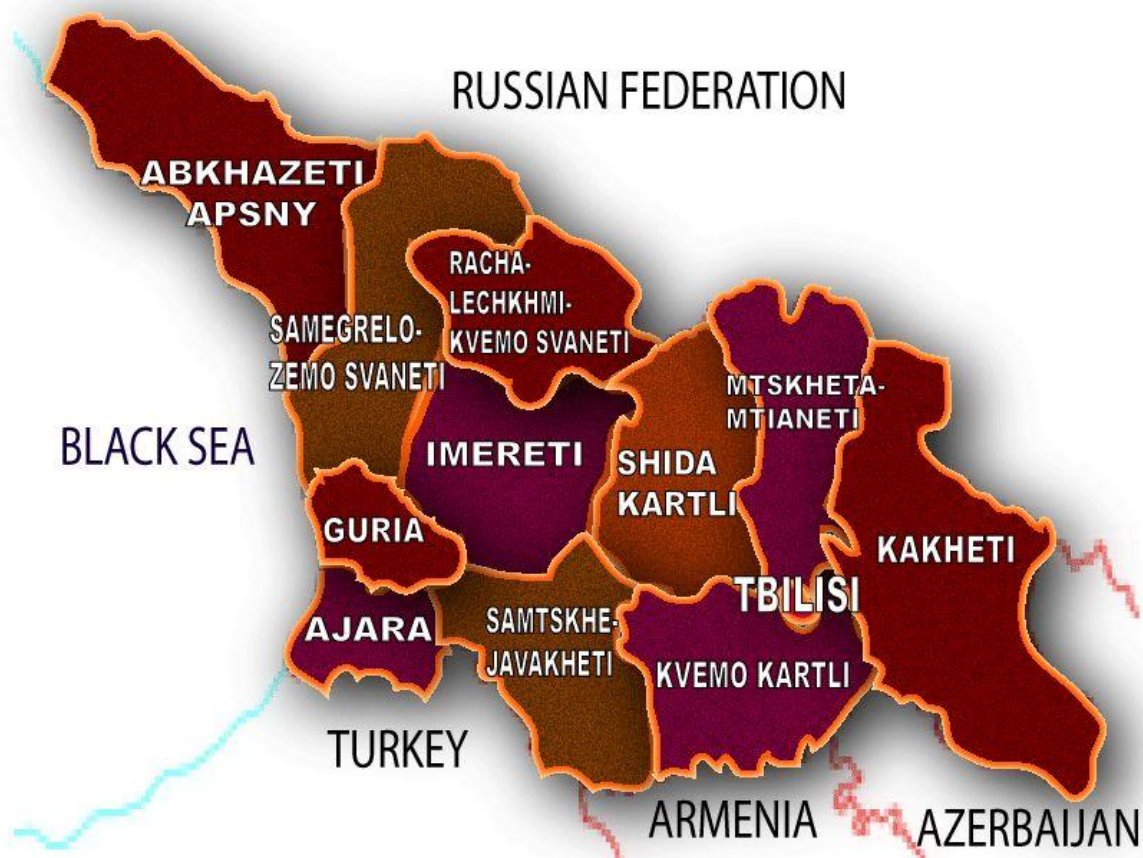 RUSSIAN FEDERATION
ABKHAZETI
APSNY
RACHA-
LECHKHMI-
KVEMO SVANETI
SAMEGRELO-
ZEMO SVANETI
MTSKHETA-
MTIANETI
BLACK SEA
IMERETI
SHIDA
KARTLI
GURIA
KAKHETI
TBILISI
AJARA
SAMTSKHE-
JAVAKHETI
KVEMO KARTLI
TURKEY
ARMENIA
AZERBAIJAN